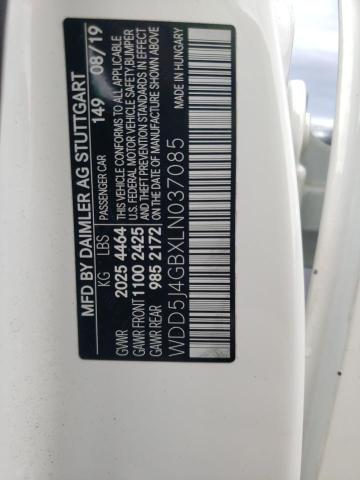 MFD BY DAIMLER AG STUTTGART
PASSENGER CAR 149 08/19
KG LBS
GVWR 2025 4464
GAWR FRONT 1100 2425
GAWR REAR 985 2172
THIS VEHICLE CONFORMS TO ALL APPLICABLE
U.S. FEDERAL MOTOR VEHICLE SAFETY, BUMPER
AND THEFT PREVENTION STANDARDS IN EFFECT
ON THE DATE OF MANUFACTURE SHOWN ABOVE
WDD5J4GBXLN037085
MADE IN HUNGARY